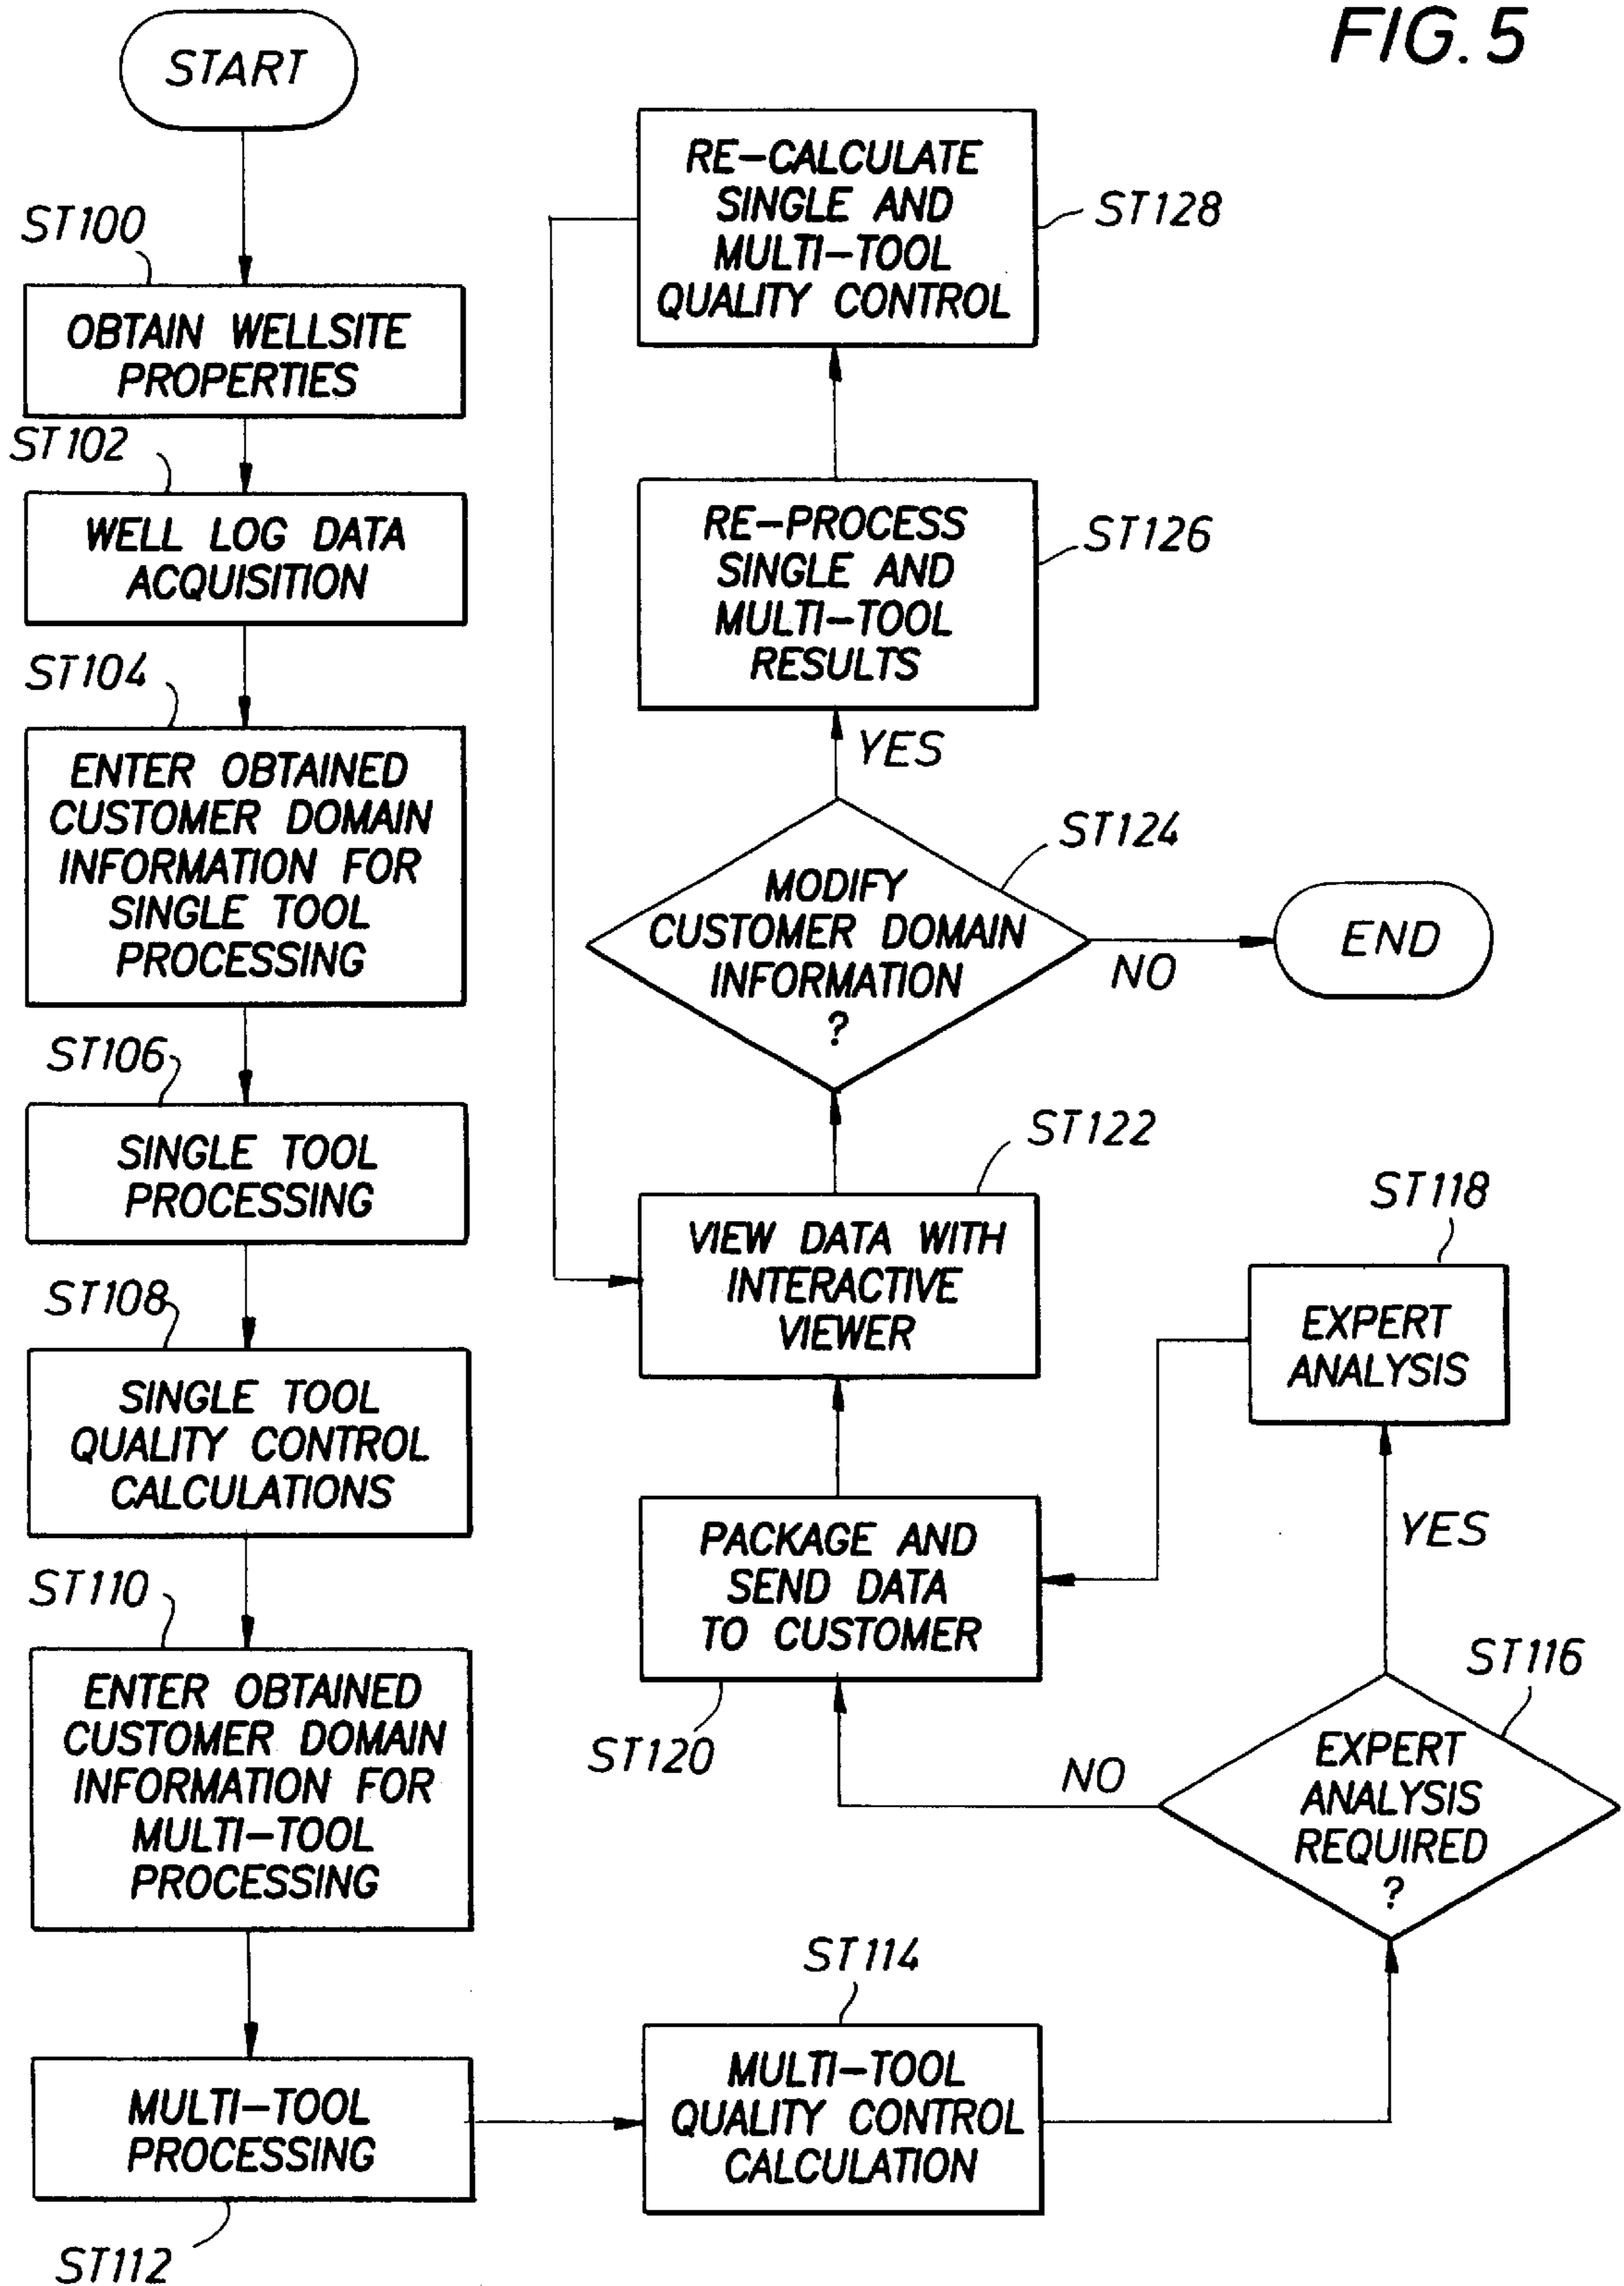 FIG. 5
START
ST100
OBTAIN WELLSITE
PROPERTIES
ST102
WELL LOG DATA
ACQUISITION
ST104
ENTER OBTAINED
CUSTOMER DOMAIN
INFORMATION FOR
SINGLE TOOL
PROCESSING
ST106
SINGLE TOOL
PROCESSING
ST108
SINGLE TOOL
QUALITY CONTROL
CALCULATIONS
ST110
ENTER OBTAINED
CUSTOMER DOMAIN
INFORMATION FOR
MULTI-TOOL
PROCESSING
MULTI-TOOL
PROCESSING
ST112
ST114
MULTI-TOOL
QUALITY CONTROL
CALCULATION
ST116
EXPERT
ANALYSIS
REQUIRED
?
NO
YES
ST118
EXPERT
ANALYSIS
PACKAGE AND
SEND DATA
TO CUSTOMER
ST120
ST122
VIEW DATA WITH
INTERACTIVE
VIEWER
ST124
MODIFY
CUSTOMER DOMAIN
INFORMATION
?
NO
END
YES
RE-PROCESS
SINGLE AND
MULTI-TOOL
RESULTS
ST126
RE-CALCULATE
SINGLE AND
MULTI-TOOL
QUALITY CONTROL
ST128